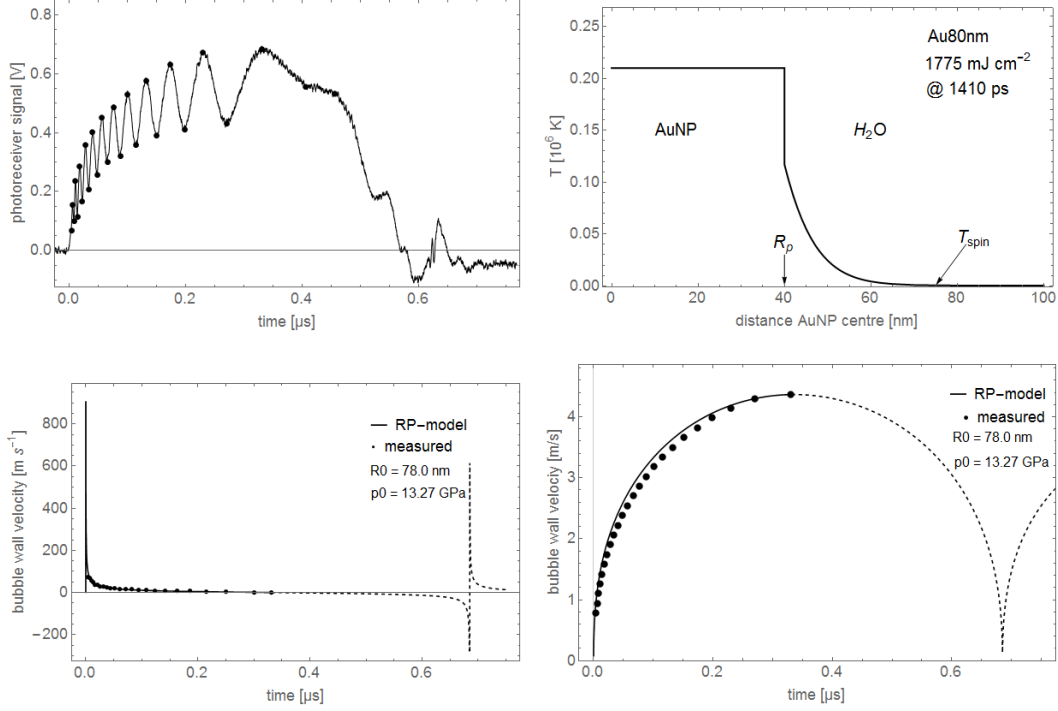 0.8
0.6
0.4
0.2
0.0
photoreceiver signal [V]
0.0
0.2
0.4
0.6
time [µs]
0.20
0.15
0.10
0.05
0.00
T [10⁶ K]
Au80nm
1775 mJ cm⁻²
@ 1410 ps
AuNP
H₂O
Rₚ
T_spin
0
20
40
60
80
100
distance AuNP centre [nm]
800
600
400
200
0
−200
bubble wall velocity [m s⁻¹]
RP−model
measured
R0 = 78.0 nm
p0 = 13.27 GPa
0.0
0.2
0.4
0.6
time [µs]
4
3
2
1
0
bubble wall velociy [m/s]
RP−model
measured
R0 = 78.0 nm
p0 = 13.27 GPa
0.0
0.2
0.4
0.6
time [µs]